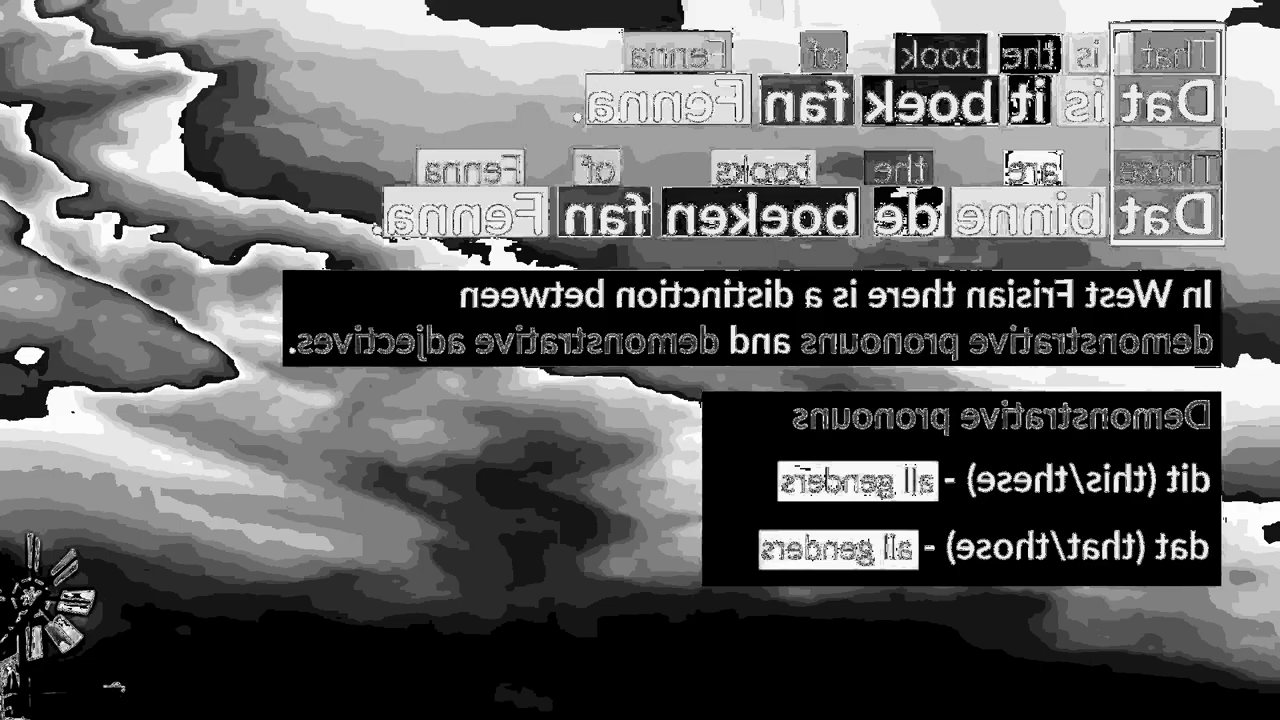 That is the book of Fenna
Dat is it boek fan Fenna.
Those are the books of Fenna
Dat binne de boeken fan Fenna.
In West Frisian there is a distinction between
demonstrative pronouns and demonstrative adjectives.
Demonstrative pronouns
dit (this/these) - all genders
dat (that/those) - all genders